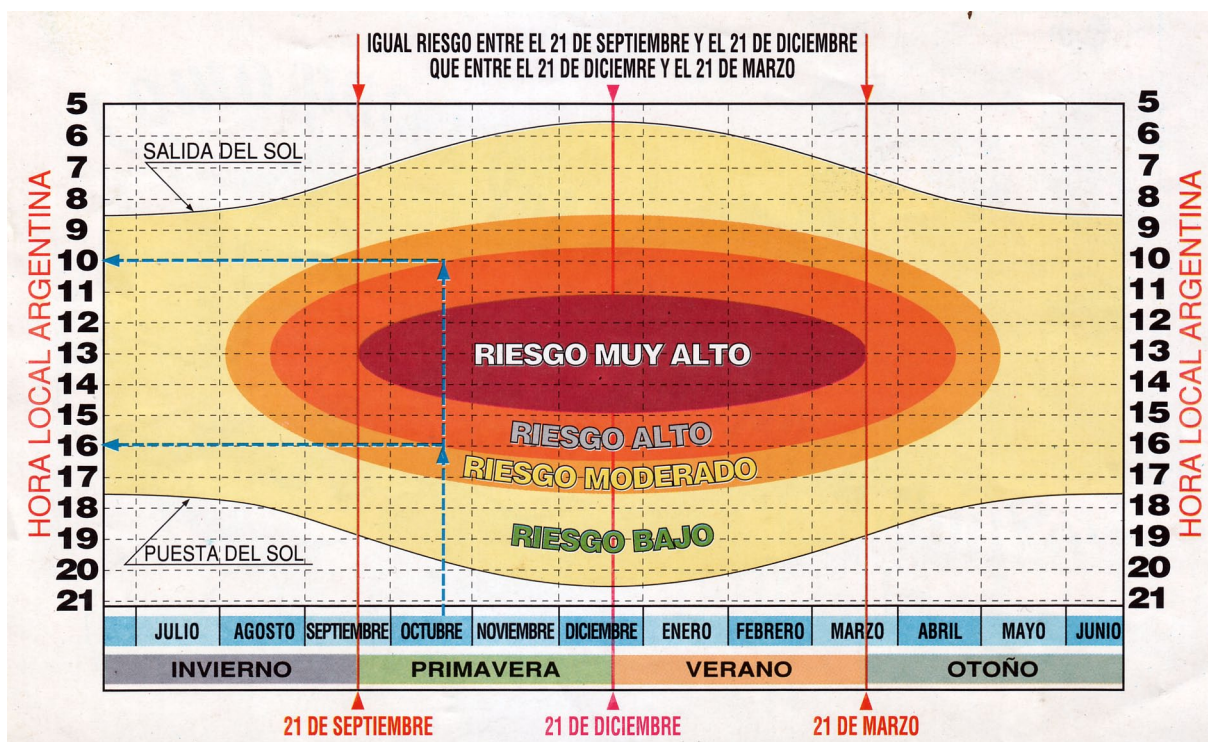 IGUAL RIESGO ENTRE EL 21 DE SEPTIEMBRE Y EL 21 DE DICIEMBRE
QUE ENTRE EL 21 DE DICIEMRE Y EL 21 DE MARZO
5 5
6 6
SALIDA DEL SOL
7 7
8 8
9 9
10 10
11 11
12 12
13 RIESGO MUY ALTO 13
14 14
15 15
RIESGO ALTO
16 16
RIESGO MODERADO
17 17
18 18
RIESGO BAJO
19 19
PUESTA DEL SOL
20 20
21 21
HORA LOCAL ARGENTINA
HORA LOCAL ARGENTINA
JULIO AGOSTO SEPTIEMBRE OCTUBRE NOVIEMBRE DICIEMBRE ENERO FEBRERO MARZO ABRIL MAYO JUNIO
INVIERNO PRIMAVERA VERANO OTOÑO
21 DE SEPTIEMBRE 21 DE DICIEMBRE 21 DE MARZO